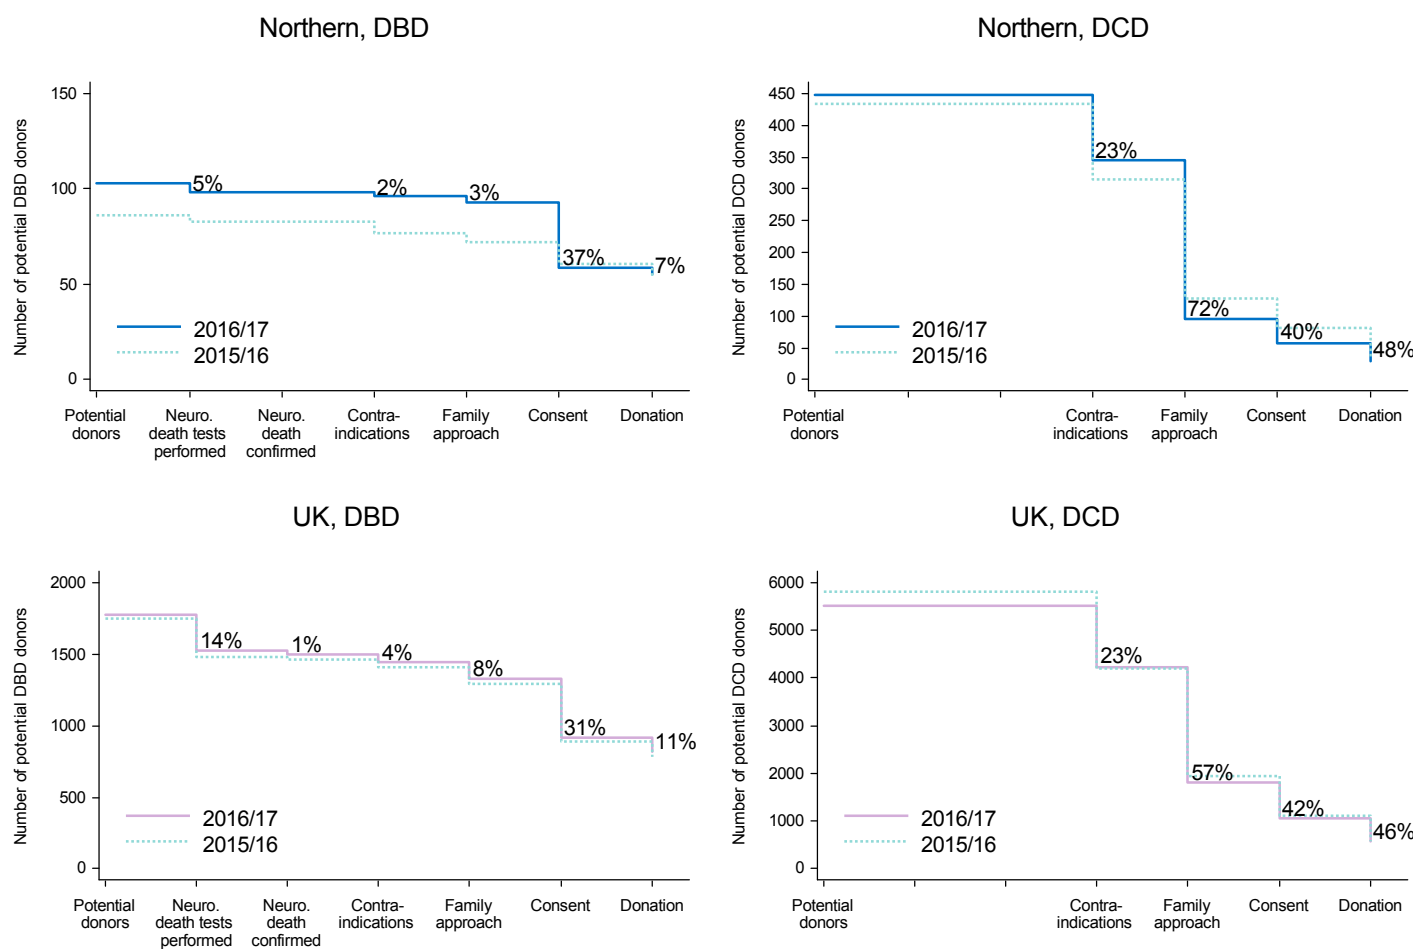 Northern, DBD
Number of potential DBD donors
150
100
50
0
5%
2%
3%
37%
7%
2016/17
2015/16
Potential
donors
Neuro.
death tests
performed
Neuro.
death
confirmed
Contra-
indications
Family
approach
Consent
Donation
Northern, DCD
Number of potential DCD donors
450
400
350
300
250
200
150
100
50
0
23%
72%
40%
48%
2016/17
2015/16
Potential
donors
Contra-
indications
Family
approach
Consent
Donation
UK, DBD
Number of potential DBD donors
2000
1500
1000
500
0
14%
1%
4%
8%
31%
11%
2016/17
2015/16
Potential
donors
Neuro.
death tests
performed
Neuro.
death
confirmed
Contra-
indications
Family
approach
Consent
Donation
UK, DCD
Number of potential DCD donors
6000
5000
4000
3000
2000
1000
0
23%
57%
42%
46%
2016/17
2015/16
Potential
donors
Contra-
indications
Family
approach
Consent
Donation